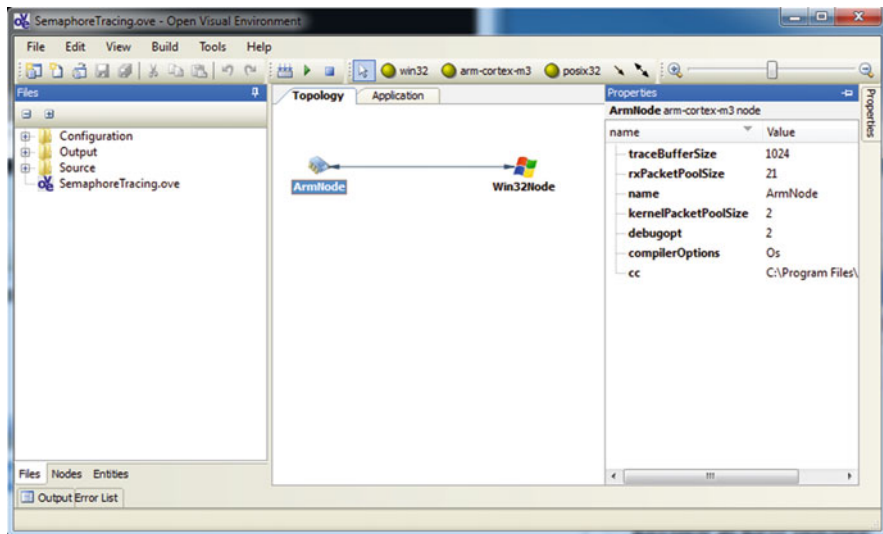 SemaphoreTracing.ove - Open Visual Environment
File Edit View Build Tools Help
win32 arm-cortex-m3 posix32
Files
Configuration
Output
Source
SemaphoreTracing.ove
Files Nodes Entities
Output Error List
Topology Application
ArmNode
Win32Node
Properties
ArmNode arm-cortex-m3 node
name Value
traceBufferSize 1024
rxPacketPoolSize 21
name ArmNode
kernelPacketPoolSize 2
debugopt 2
compilerOptions Os
cc C:\Program Files\
Properties